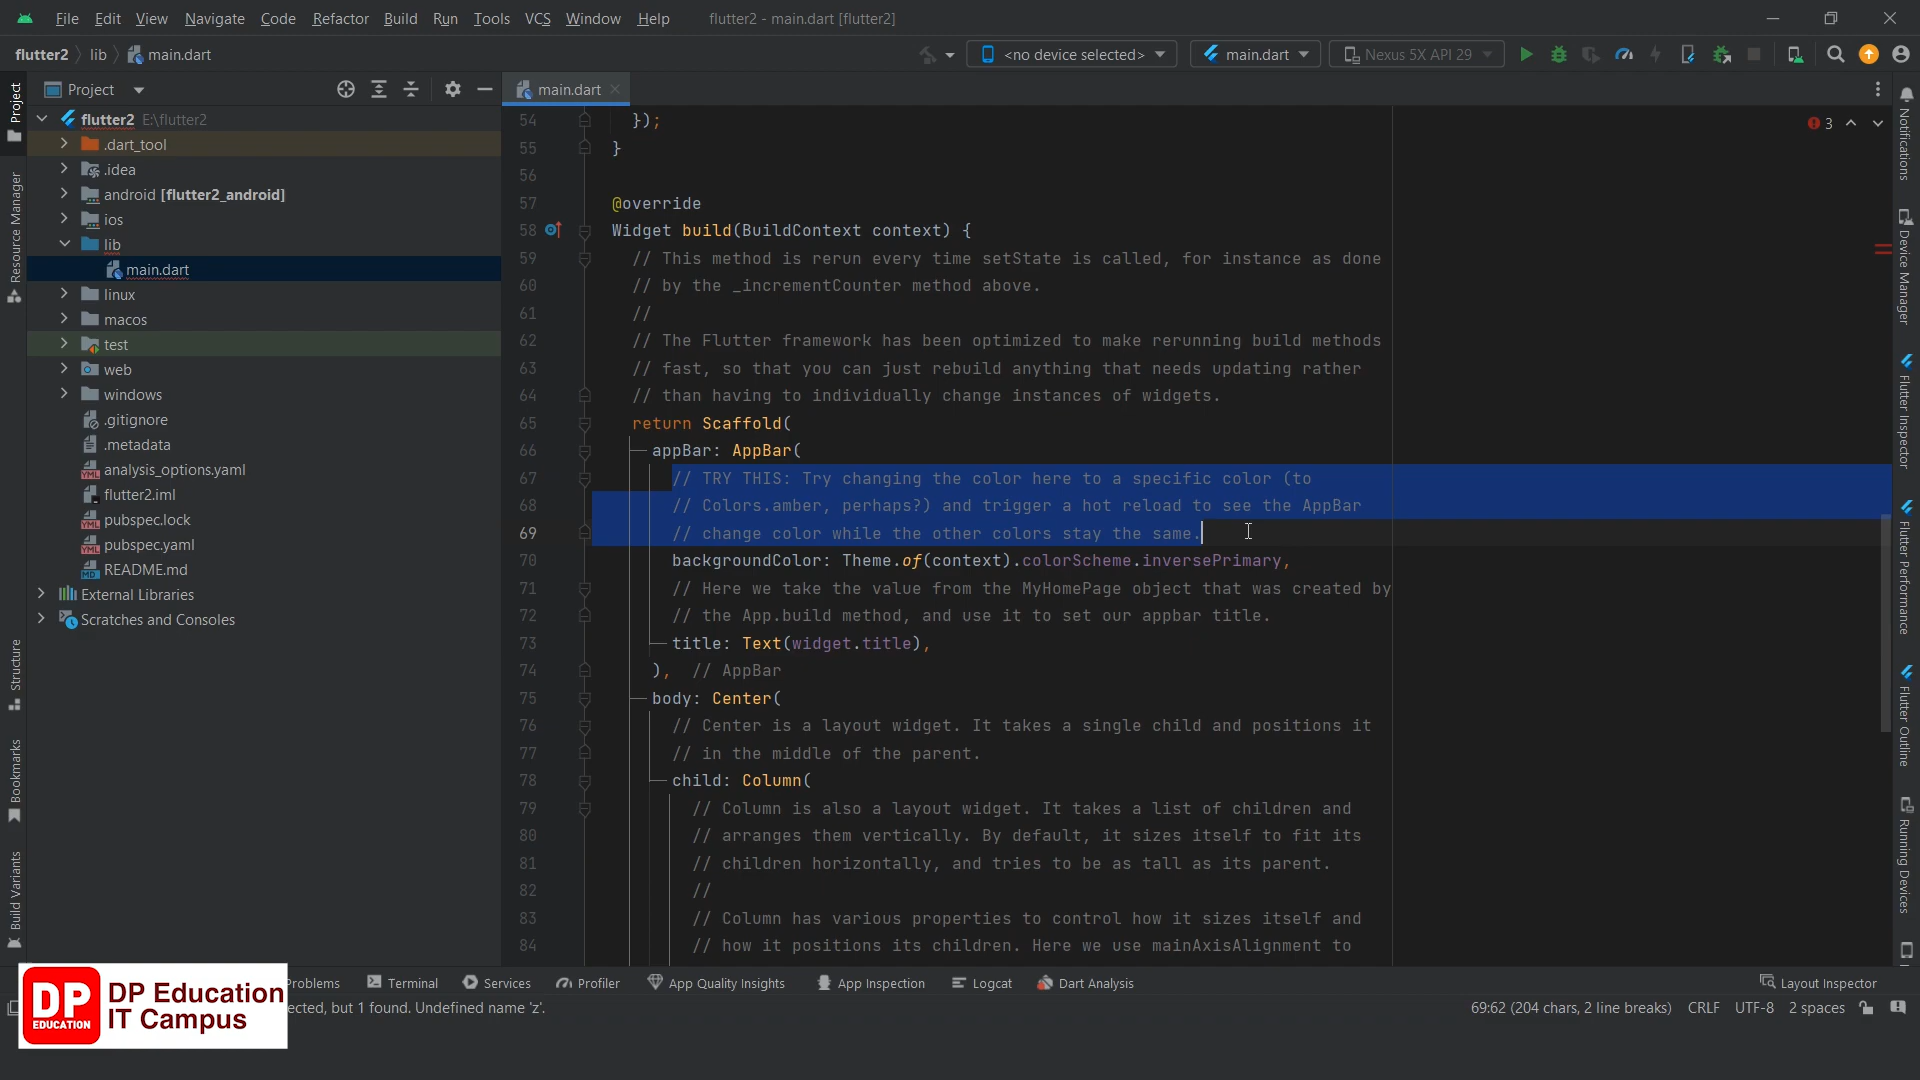 File Edit View Navigate Code Refactor Build Run Tools VCS Window Help flutter2 - main.dart [flutter2]
flutter2 lib main.dart <no device selected> main.dart Nexus 5X API 29
Project
main.dart
flutter2 E:\flutter2
.dart_tool
.idea
android [flutter2_android]
ios
lib
main.dart
linux
macos
test
web
windows
.gitignore
.metadata
analysis_options.yaml
flutter2.iml
pubspec.lock
pubspec.yaml
README.md
External Libraries
Scratches and Consoles
Project
Resource Manager
Structure
Bookmarks
Build Variants
3
54 });
55 }
56
57 @override
58 Widget build(BuildContext context) {
59 // This method is rerun every time setState is called, for instance as done
60 // by the _incrementCounter method above.
61 //
62 // The Flutter framework has been optimized to make rerunning build methods
63 // fast, so that you can just rebuild anything that needs updating rather
64 // than having to individually change instances of widgets.
65 return Scaffold(
66 appBar: AppBar(
67 // TRY THIS: Try changing the color here to a specific color (to
68 // Colors.amber, perhaps?) and trigger a hot reload to see the AppBar
69 // change color while the other colors stay the same.
70 backgroundColor: Theme.of(context).colorScheme.inversePrimary,
71 // Here we take the value from the MyHomePage object that was created by
72 // the App.build method, and use it to set our appbar title.
73 title: Text(widget.title),
74 ), // AppBar
75 body: Center(
76 // Center is a layout widget. It takes a single child and positions it
77 // in the middle of the parent.
78 child: Column(
79 // Column is also a layout widget. It takes a list of children and
80 // arranges them vertically. By default, it sizes itself to fit its
81 // children horizontally, and tries to be as tall as its parent.
82 //
83 // Column has various properties to control how it sizes itself and
84 // how it positions its children. Here we use mainAxisAlignment to
Notifications
Device Manager
Flutter Inspector
Flutter Performance
Flutter Outline
Running Devices
Problems Terminal Services Profiler App Quality Insights App Inspection Logcat Dart Analysis Layout Inspector
ected, but 1 found. Undefined name 'z'. 69:62 (204 chars, 2 line breaks) CRLF UTF-8 2 spaces
DP
EDUCATION
DP Education
IT Campus